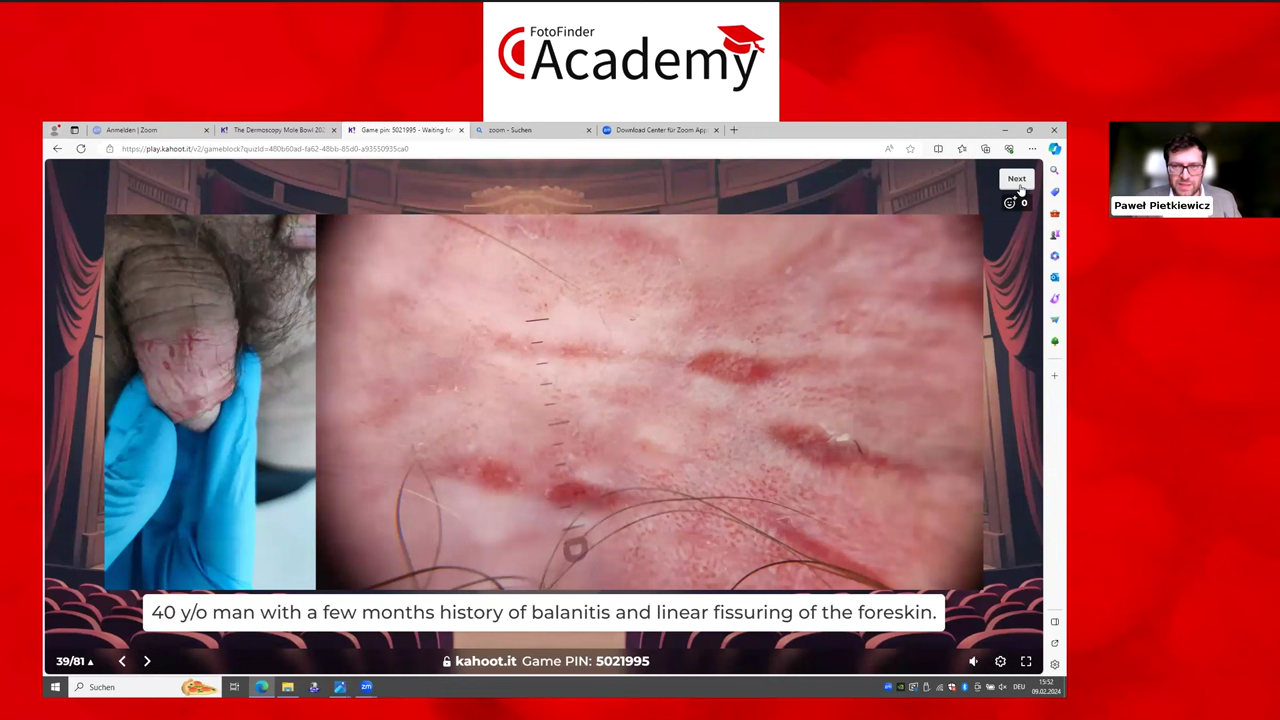 FotoFinder
Academy
Anmelden | Zoom
The Dermoscopy Mole Bowl 202
Game pin: 5021995 - Waiting for
zoom - Suchen
Download Center für Zoom App
https://play.kahoot.it/v2/gameblock?quizId=480b60ad-fa62-48bb-85d0-a93550935ca0
Next
0
Paweł Pietkiewicz
40 y/o man with a few months history of balanitis and linear fissuring of the foreskin.
39/81
kahoot.it Game PIN: 5021995
Suchen
zm
DEU
15:52
09.02.2024